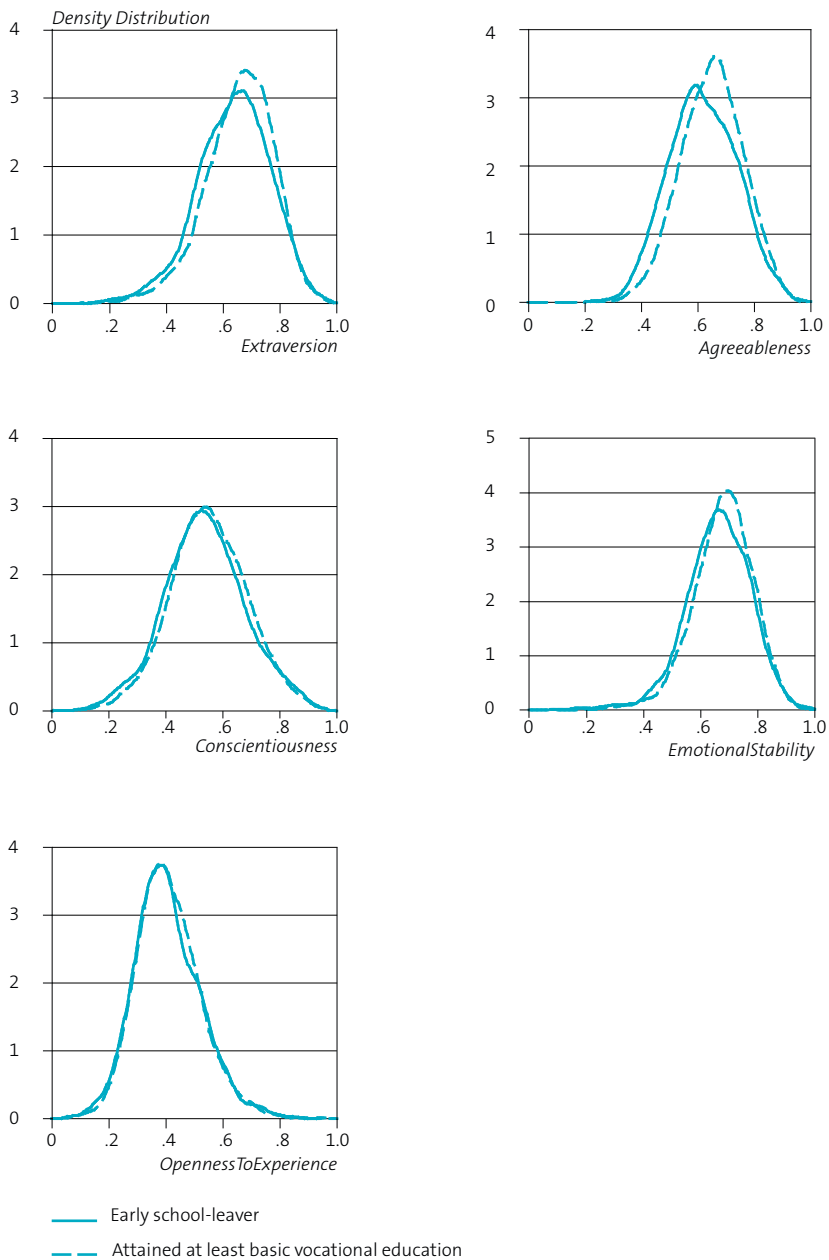 Density Distribution
4
3
2
1
0
0 .2 .4 .6 .8 1.0
Extraversion
4
3
2
1
0
0 .2 .4 .6 .8 1.0
Agreeableness
4
3
2
1
0
0 .2 .4 .6 .8 1.0
Conscientiousness
5
4
3
2
1
0
0 .2 .4 .6 .8 1.0
EmotionalStability
4
3
2
1
0
0 .2 .4 .6 .8 1.0
OpennessToExperience
Early school-leaver
Attained at least basic vocational education